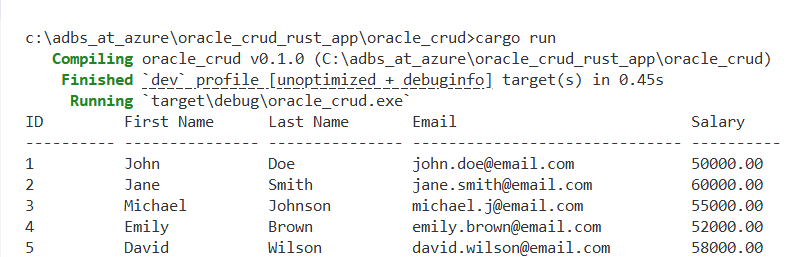 c:\adbs_at_azure\oracle_crud_rust_app\oracle_crud>cargo run
   Compiling oracle_crud v0.1.0 (C:\adbs_at_azure\oracle_crud_rust_app\oracle_crud)
    Finished `dev` profile [unoptimized + debuginfo] target(s) in 0.45s
     Running `target\debug\oracle_crud.exe`
ID         First Name      Last Name       Email                          Salary
---------- --------------- --------------- ------------------------------ ----------
1          John            Doe             john.doe@email.com             50000.00
2          Jane            Smith           jane.smith@email.com           60000.00
3          Michael         Johnson         michael.j@email.com            55000.00
4          Emily           Brown           emily.brown@email.com          52000.00
5          David           Wilson          david.wilson@email.com         58000.00